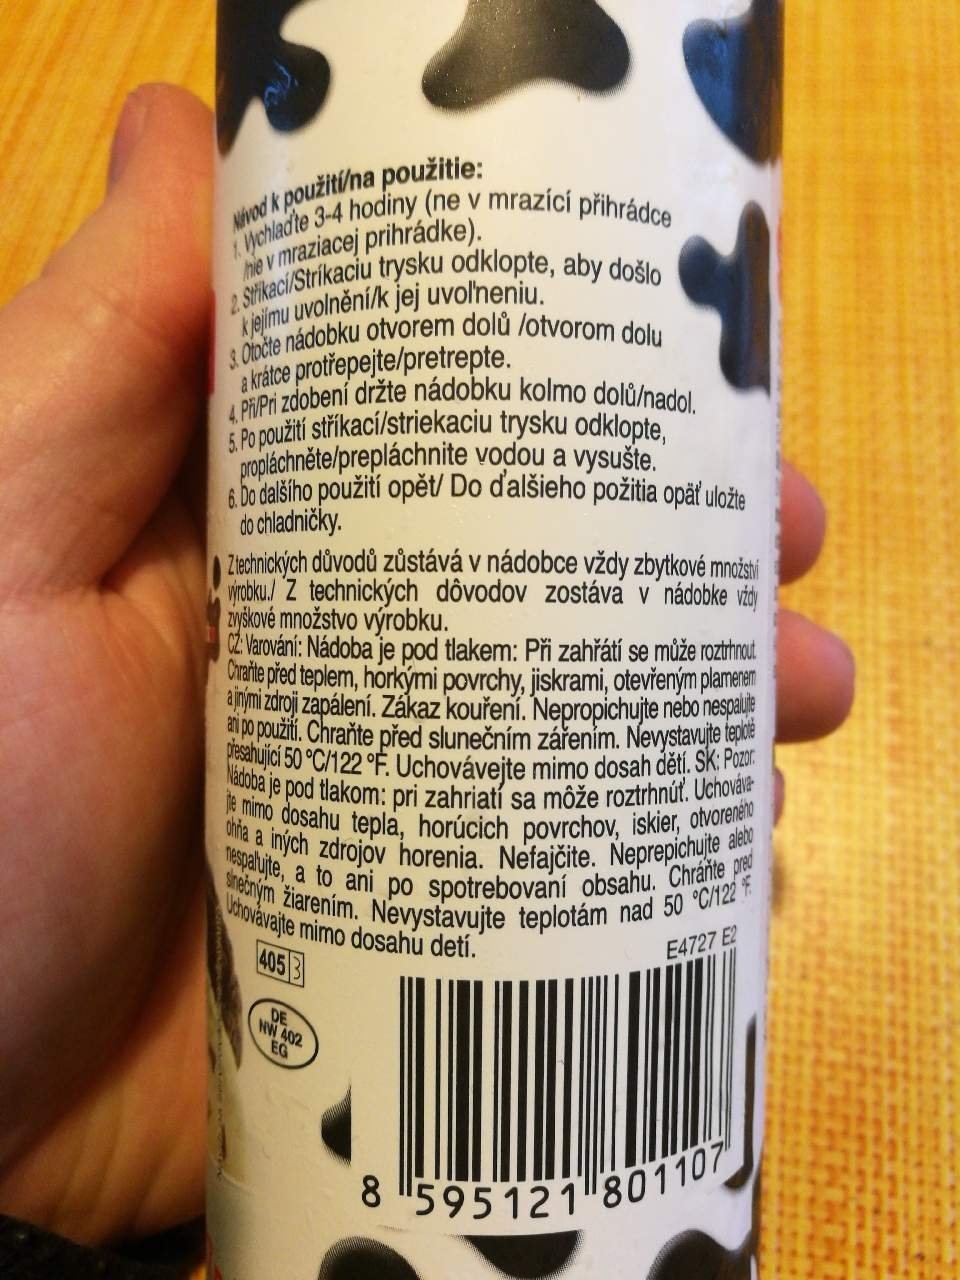 Návod k použití/na použitie:
1. Vychlaďte 3-4 hodiny (ne v mrazící přihrádce
/nie v mraziacej prihrádke).
2. Stříkací/Stríkaciu trysku odklopte, aby došlo
k jejímu uvolnění/k jej uvoľneniu.
3. Otočte nádobku otvorem dolů /otvorom dolu
a krátce protřepejte/pretrepte.
4. Při/Pri zdobení držte nádobku kolmo dolů/nadol.
5. Po použití stříkací/striekaciu trysku odklopte,
propláchněte/prepláchnite vodou a vysušte.
6. Do dalšího použití opět/ Do ďalšieho požitia opäť uložte
do chladničky.
Z technických důvodů zůstává v nádobce vždy zbytkové množství
výrobku./ Z technických dôvodov zostáva v nádobke vždy
zvyškové množstvo výrobku.
CZ: Varování: Nádoba je pod tlakem: Při zahřátí se může roztrhnout.
Chraňte před teplem, horkými povrchy, jiskrami, otevřeným plamenem
a jinými zdroji zapálení. Zákaz kouření. Nepropichujte nebo nespalujte
ani po použití. Chraňte před slunečním zářením. Nevystavujte teplotě
přesahující 50 °C/122 °F. Uchovávejte mimo dosah dětí. SK: Pozor:
Nádoba je pod tlakom: pri zahriatí sa môže roztrhnúť. Uchováva-
jte mimo dosahu tepla, horúcich povrchov, iskier, otvoreného
ohňa a iných zdrojov horenia. Nefajčite. Neprepichujte alebo
nespaľujte, a to ani po spotrebovaní obsahu. Chráňte pred
slnečným žiarením. Nevystavujte teplotám nad 50 °C/122 °F.
Uchovávajte mimo dosahu detí.
E4727 E2
405 3
DE
NW 402
EG
8 595121 801107